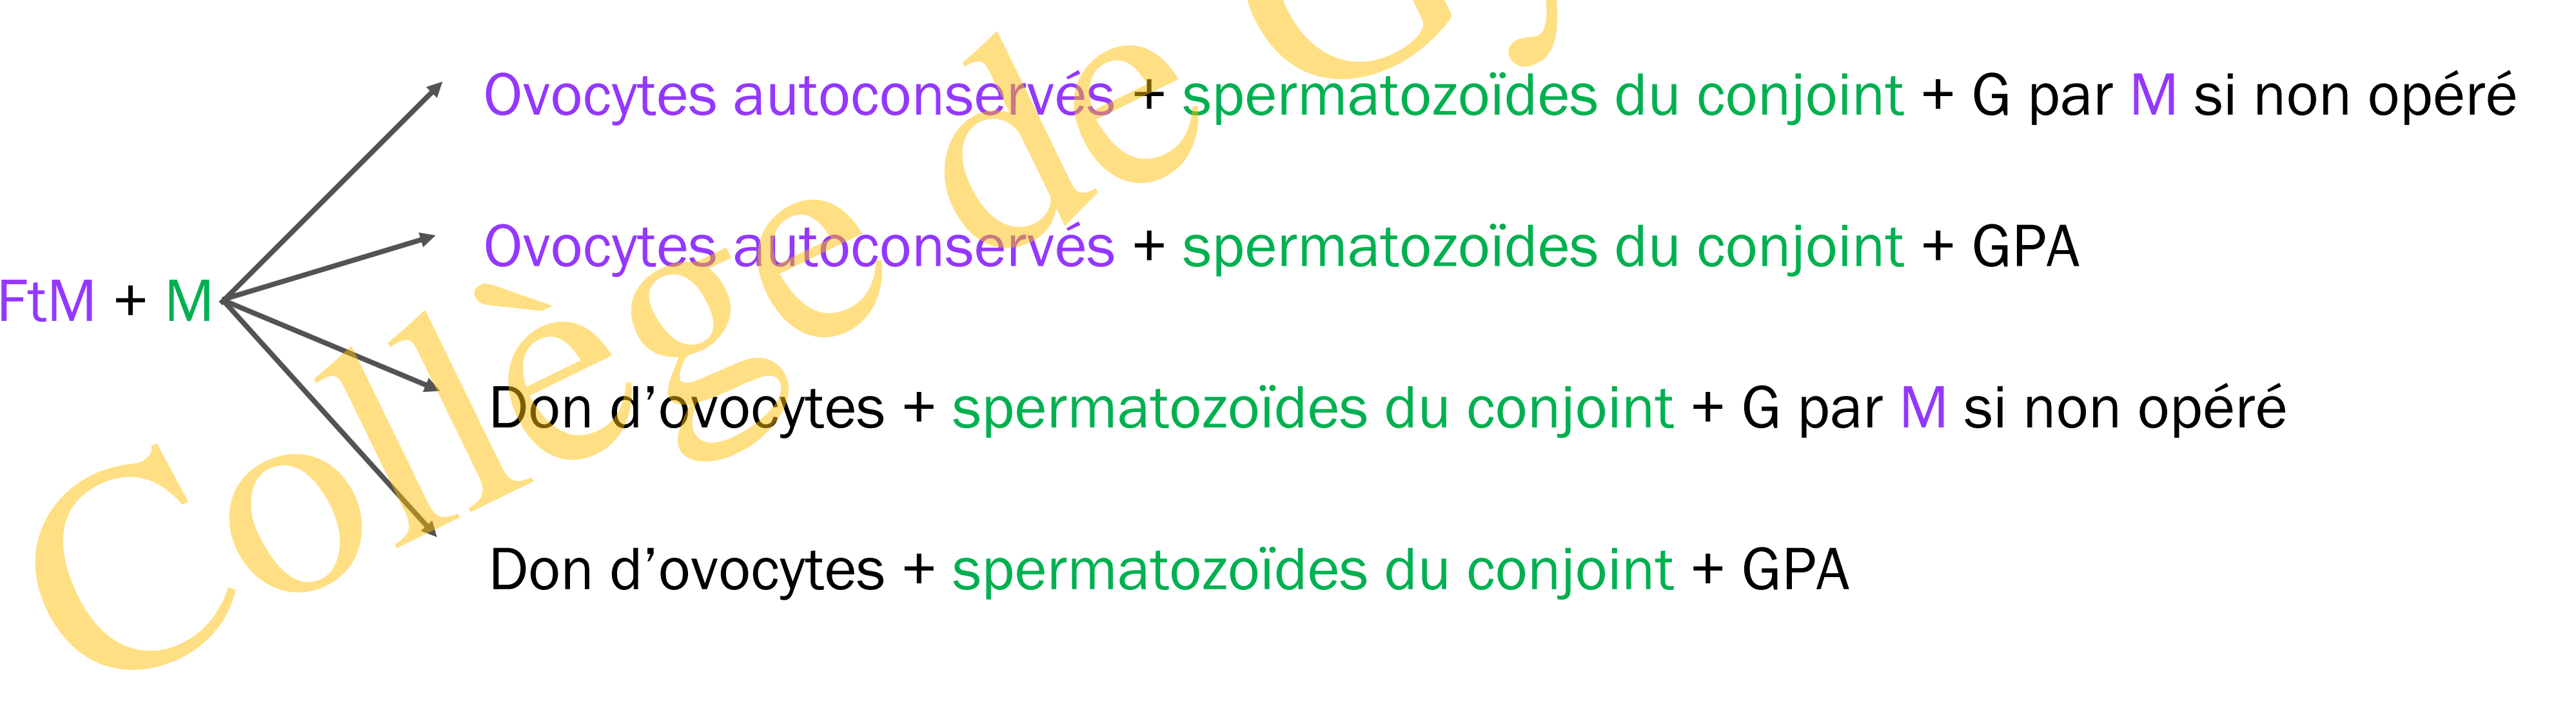 Ovocytes autoconservés + spermatozoïdes du conjoint + G par M si non opéré
Ovocytes autoconservés + spermatozoïdes du conjoint + GPA
FtM + M
Don d’ovocytes + spermatozoïdes du conjoint + G par M si non opéré
Don d’ovocytes + spermatozoïdes du conjoint + GPA
Collège de Gy